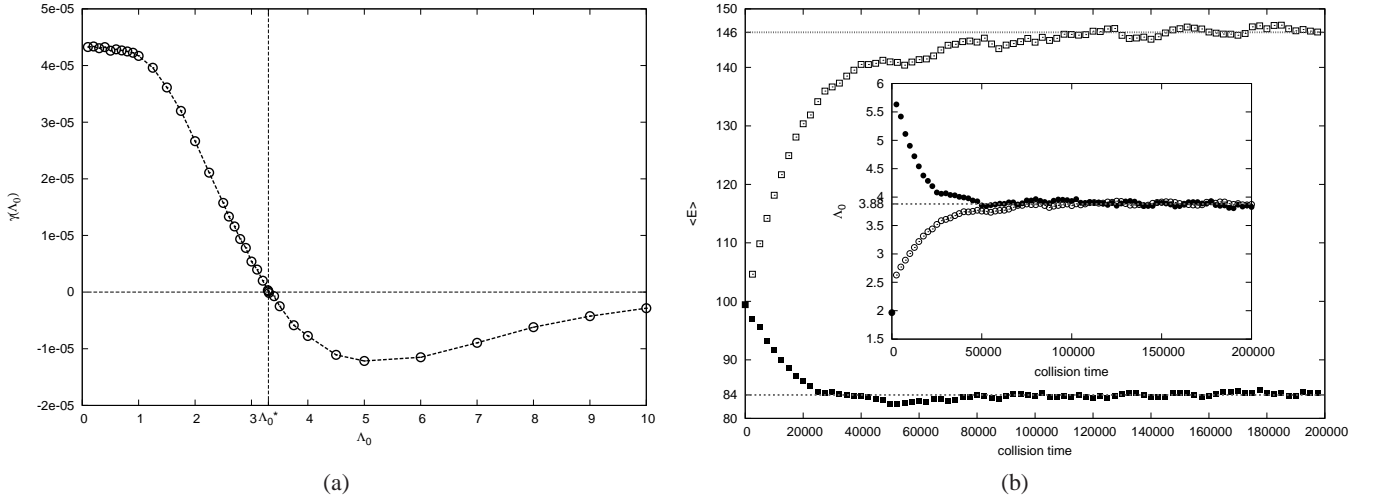 5e-05
4e-05
3e-05
2e-05
1e-05
0
-1e-05
-2e-05
γ(Λ0)
0 1 2 3 Λ0* 4 5 6 7 8 9 10
Λ0
(a)
150
146
140
130
120
110
100
90
84
80
<E>
0 20000 40000 60000 80000 100000 120000 140000 160000 180000 200000
collision time
6
5.5
5
4.5
4
3.88
3.5
3
2.5
2
1.5
Λ0
0 50000 100000 150000 200000
collision time
(b)